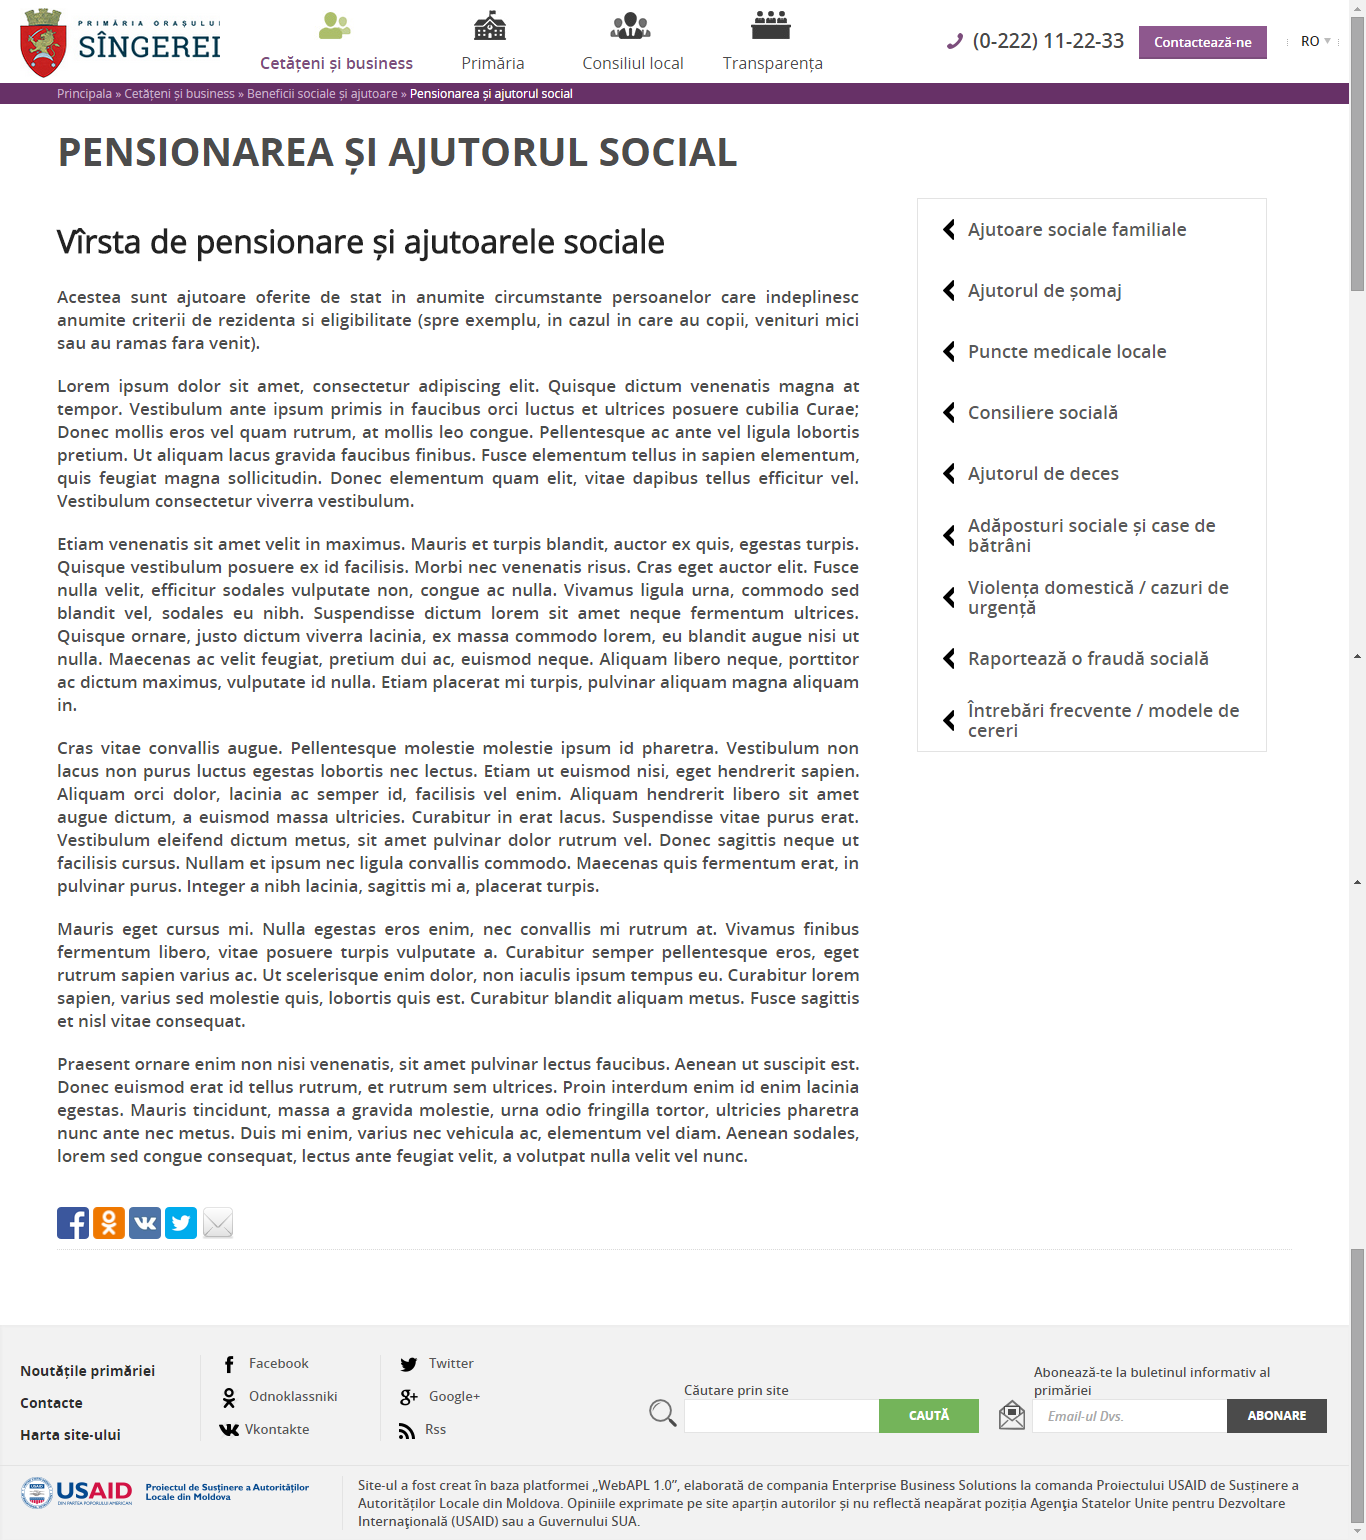 PRIMĂRIA ORAȘULUI
SÎNGEREI
Cetățeni și business
Primăria
Consiliul local
Transparența
(0-222) 11-22-33
Contactează-ne
RO
Principala » Cetățeni și business » Beneficii sociale și ajutoare » Pensionarea și ajutorul social
PENSIONAREA ȘI AJUTORUL SOCIAL
Vîrsta de pensionare și ajutoarele sociale
Acestea sunt ajutoare oferite de stat in anumite circumstante persoanelor care indeplinesc
anumite criterii de rezidenta si eligibilitate (spre exemplu, in cazul in care au copii, venituri mici
sau au ramas fara venit).
Lorem ipsum dolor sit amet, consectetur adipiscing elit. Quisque dictum venenatis magna at
tempor. Vestibulum ante ipsum primis in faucibus orci luctus et ultrices posuere cubilia Curae;
Donec mollis eros vel quam rutrum, at mollis leo congue. Pellentesque ac ante vel ligula lobortis
pretium. Ut aliquam lacus gravida faucibus finibus. Fusce elementum tellus in sapien elementum,
quis feugiat magna sollicitudin. Donec elementum quam elit, vitae dapibus tellus efficitur vel.
Vestibulum consectetur viverra vestibulum.
Etiam venenatis sit amet velit in maximus. Mauris et turpis blandit, auctor ex quis, egestas turpis.
Quisque vestibulum posuere ex id facilisis. Morbi nec venenatis risus. Cras eget auctor elit. Fusce
nulla velit, efficitur sodales vulputate non, congue ac nulla. Vivamus ligula urna, commodo sed
blandit vel, sodales eu nibh. Suspendisse dictum lorem sit amet neque fermentum ultrices.
Quisque ornare, justo dictum viverra lacinia, ex massa commodo lorem, eu blandit augue nisi ut
nulla. Maecenas ac velit feugiat, pretium dui ac, euismod neque. Aliquam libero neque, porttitor
ac dictum maximus, vulputate id nulla. Etiam placerat mi turpis, pulvinar aliquam magna aliquam
in.
Cras vitae convallis augue. Pellentesque molestie molestie ipsum id pharetra. Vestibulum non
lacus non purus luctus egestas lobortis nec lectus. Etiam ut euismod nisi, eget hendrerit sapien.
Aliquam orci dolor, lacinia ac semper id, facilisis vel enim. Aliquam hendrerit libero sit amet
augue dictum, a euismod massa ultricies. Curabitur in erat lacus. Suspendisse vitae purus erat.
Vestibulum eleifend dictum metus, sit amet pulvinar dolor rutrum vel. Donec sagittis neque ut
facilisis cursus. Nullam et ipsum nec ligula convallis commodo. Maecenas quis fermentum erat, in
pulvinar purus. Integer a nibh lacinia, sagittis mi a, placerat turpis.
Mauris eget cursus mi. Nulla egestas eros enim, nec convallis mi rutrum at. Vivamus finibus
fermentum libero, vitae posuere turpis vulputate a. Curabitur semper pellentesque eros, eget
rutrum sapien varius ac. Ut scelerisque enim dolor, non iaculis ipsum tempus eu. Curabitur lorem
sapien, varius sed molestie quis, lobortis quis est. Curabitur blandit aliquam metus. Fusce sagittis
et nisl vitae consequat.
Praesent ornare enim non nisi venenatis, sit amet pulvinar lectus faucibus. Aenean ut suscipit est.
Donec euismod erat id tellus rutrum, et rutrum sem ultrices. Proin interdum enim id enim lacinia
egestas. Mauris tincidunt, massa a gravida molestie, urna odio fringilla tortor, ultricies pharetra
nunc ante nec metus. Duis mi enim, varius nec vehicula ac, elementum vel diam. Aenean sodales,
lorem sed congue consequat, lectus ante feugiat velit, a volutpat nulla velit vel nunc.
Ajutoare sociale familiale
Ajutorul de șomaj
Puncte medicale locale
Consiliere socială
Ajutorul de deces
Adăposturi sociale și case de
bătrâni
Violența domestică / cazuri de
urgență
Raportează o fraudă socială
Întrebări frecvente / modele de
cereri
Noutățile primăriei
Contacte
Harta site-ului
Facebook
Odnoklassniki
Vkontakte
Twitter
Google+
Rss
Căutare prin site
CAUTĂ
Abonează-te la buletinul informativ al
primăriei
Email-ul Dvs.
ABONARE
USAID
DIN PARTEA POPORULUI AMERICAN
Proiectul de Susținere a Autorităților
Locale din Moldova
Site-ul a fost creat în baza platformei „WebAPL 1.0”, elaborată de compania Enterprise Business Solutions la comanda Proiectului USAID de Susținere a
Autorităților Locale din Moldova. Opiniile exprimate pe site aparțin autorilor și nu reflectă neapărat poziția Agenţia Statelor Unite pentru Dezvoltare
Internaţională (USAID) sau a Guvernului SUA.